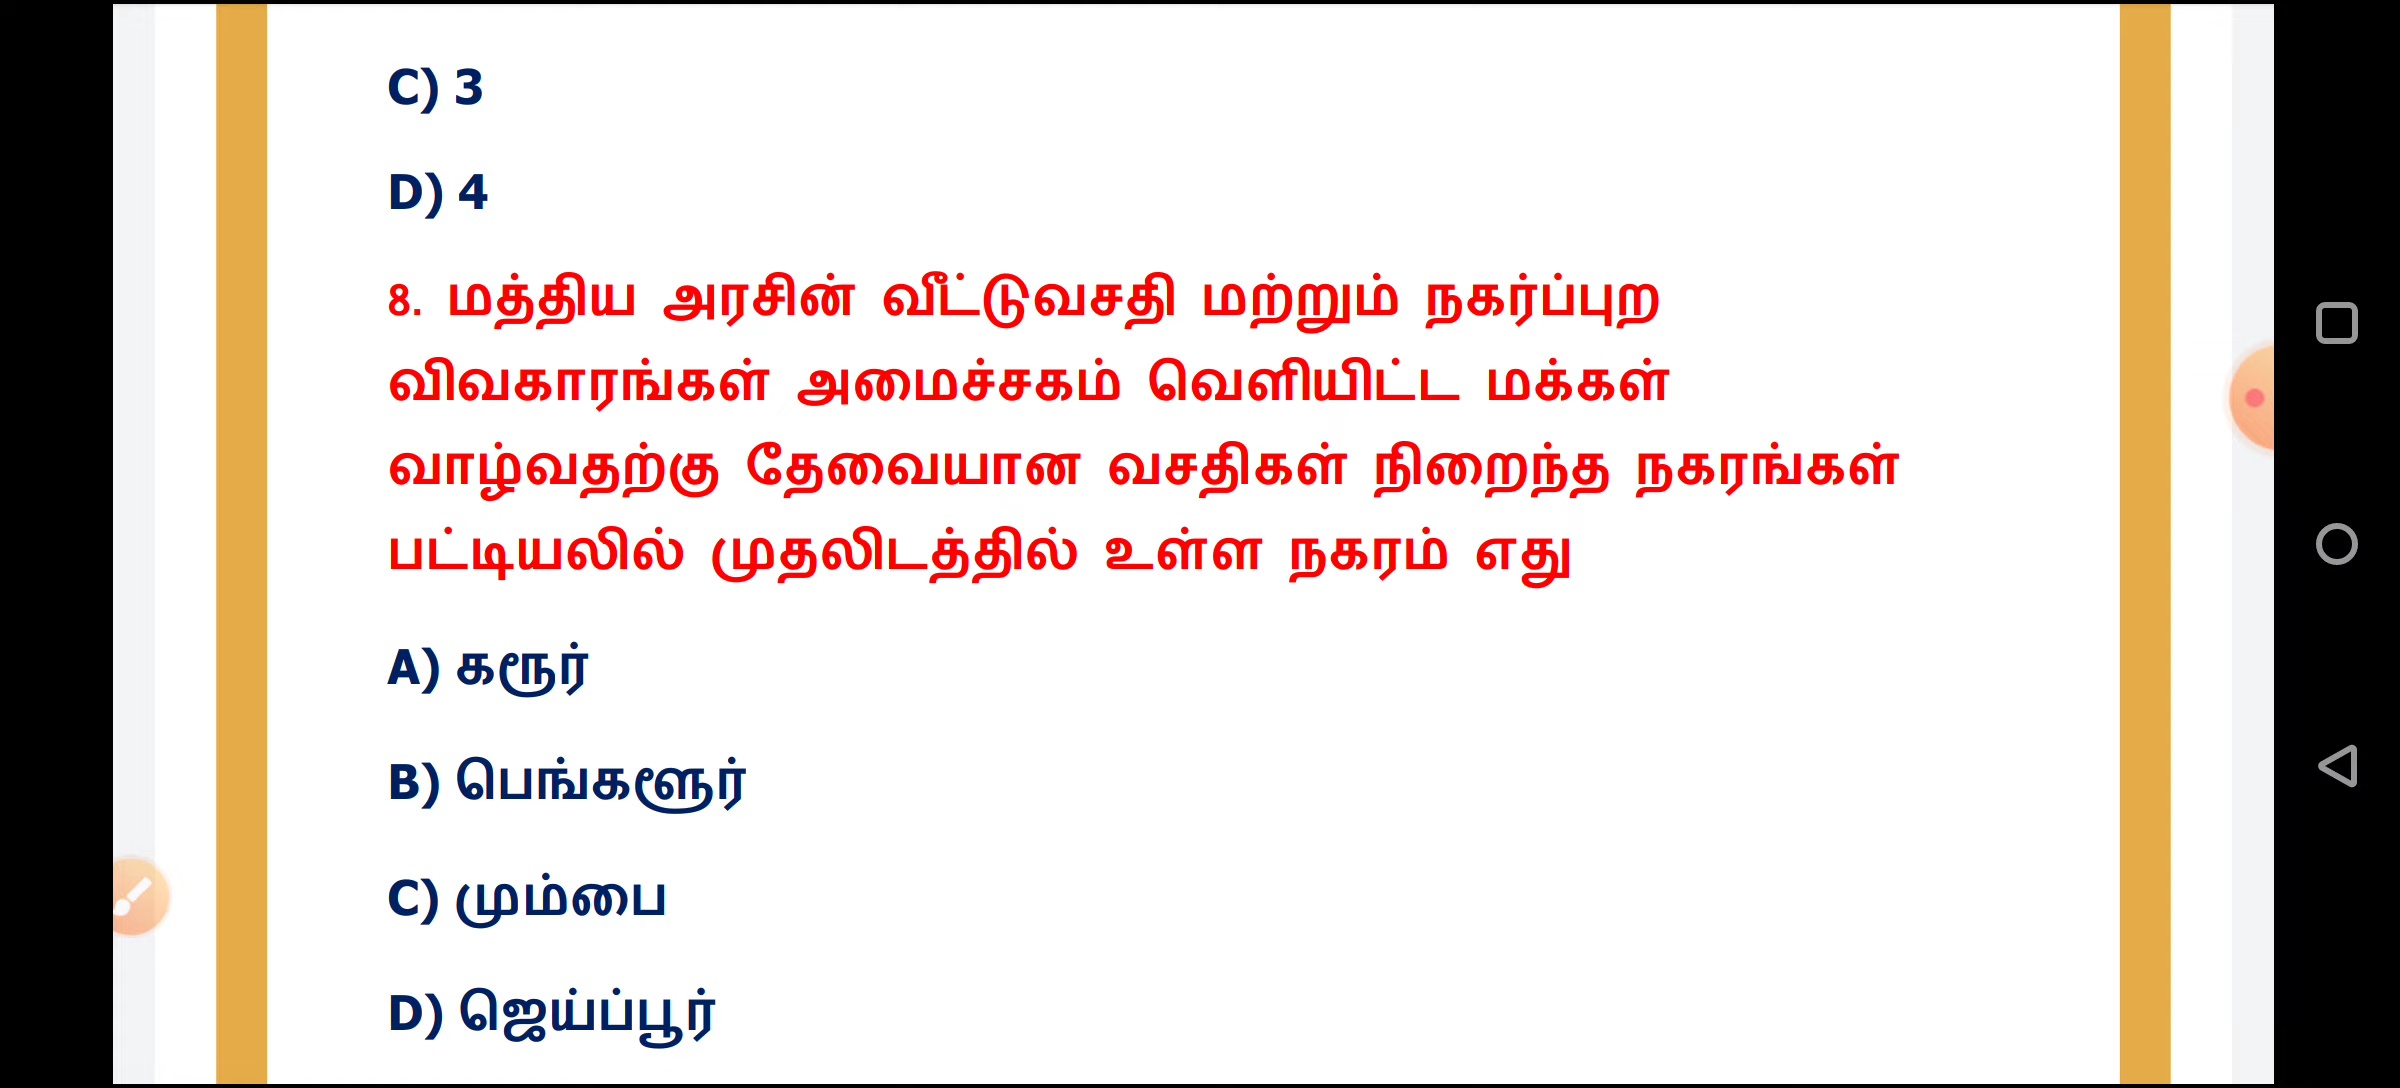 C) 3
D) 4
8. மத்திய அரசின் வீட்டுவசதி மற்றும் நகர்ப்புற
விவகாரங்கள் அமைச்சகம் வெளியிட்ட மக்கள்
வாழ்வதற்கு தேவையான வசதிகள் நிறைந்த நகரங்கள்
பட்டியலில் முதலிடத்தில் உள்ள நகரம் எது
A) கரூர்
B) பெங்களூர்
C) மும்பை
D) ஜெய்ப்பூர்